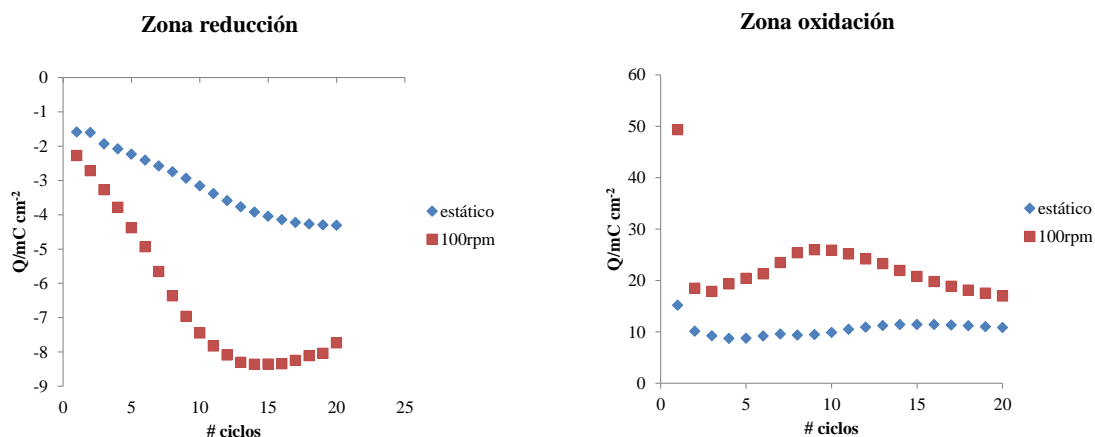 Zona reducción
0
-1
-2
-3
-4
-5
-6
-7
-8
-9
0
5
10
15
20
25
Q/mC cm-2
# ciclos
estático
100rpm
Zona oxidación
60
50
40
30
20
10
0
0
5
10
15
20
Q/mC cm-2
# ciclos
estático
100rpm